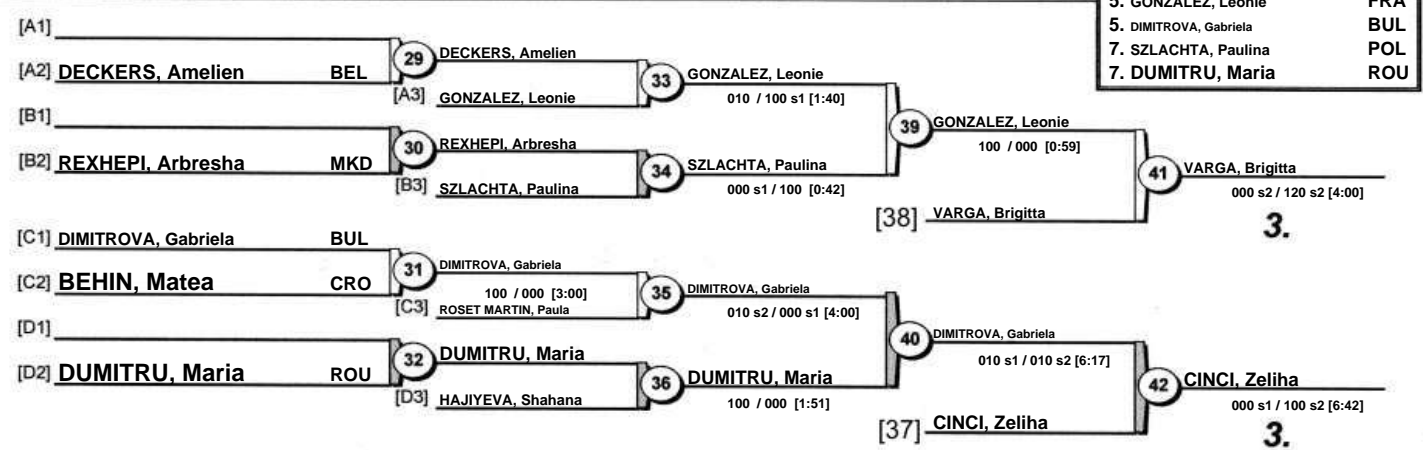 5. GONZALEZ, Leonie FRA
5. DIMITROVA, Gabriela BUL
7. SZLACHTA, Paulina POL
7. DUMITRU, Maria ROU
[A1]
[A2] DECKERS, Amelien BEL
29
DECKERS, Amelien
[A3] GONZALEZ, Leonie
33
GONZALEZ, Leonie
010 / 100 s1 [1:40]
[B1]
[B2] REXHEPI, Arbresha MKD
30
REXHEPI, Arbresha
[B3] SZLACHTA, Paulina
34
SZLACHTA, Paulina
000 s1 / 100 [0:42]
39
GONZALEZ, Leonie
100 / 000 [0:59]
[38] VARGA, Brigitta
41
VARGA, Brigitta
000 s2 / 120 s2 [4:00]
3.
[C1] DIMITROVA, Gabriela BUL
[C2] BEHIN, Matea CRO
31
DIMITROVA, Gabriela
100 / 000 [3:00]
[C3] ROSET MARTIN, Paula
35
DIMITROVA, Gabriela
010 s2 / 000 s1 [4:00]
[D1]
[D2] DUMITRU, Maria ROU
32
DUMITRU, Maria
[D3] HAJIYEVA, Shahana
36
DUMITRU, Maria
100 / 000 [1:51]
40
DIMITROVA, Gabriela
010 s1 / 010 s2 [6:17]
[37] CINCI, Zeliha
42
CINCI, Zeliha
000 s1 / 100 s2 [6:42]
3.